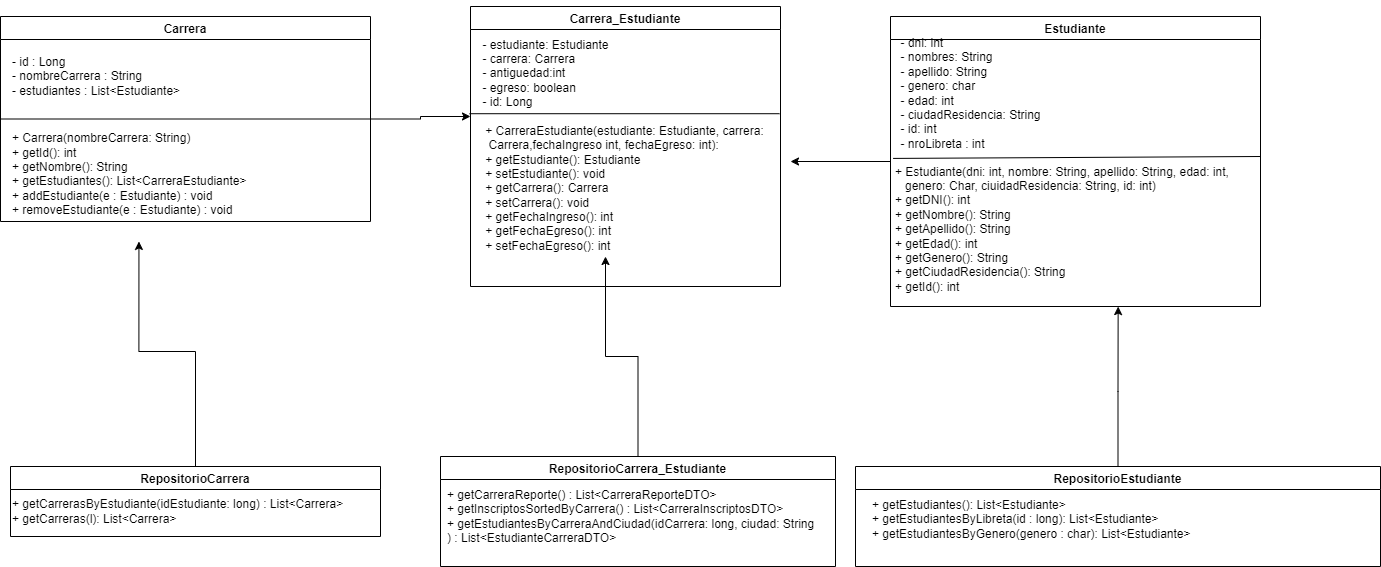 Carrera
- id : Long
- nombreCarrera : String
- estudiantes : List<Estudiante>
+ Carrera(nombreCarrera: String)
+ getId(): int
+ getNombre(): String
+ getEstudiantes(): List<CarreraEstudiante>
+ addEstudiante(e : Estudiante) : void
+ removeEstudiante(e : Estudiante) : void
Carrera_Estudiante
- estudiante: Estudiante
- carrera: Carrera
- antiguedad:int
- egreso: boolean
- id: Long
+ CarreraEstudiante(estudiante: Estudiante, carrera:
Carrera,fechaIngreso int, fechaEgreso: int):
+ getEstudiante(): Estudiante
+ setEstudiante(): void
+ getCarrera(): Carrera
+ setCarrera(): void
+ getFechaIngreso(): int
+ getFechaEgreso(): int
+ setFechaEgreso(): int
Estudiante
- dni: int
- nombres: String
- apellido: String
- genero: char
- edad: int
- ciudadResidencia: String
- id: int
- nroLibreta : int
+ Estudiante(dni: int, nombre: String, apellido: String, edad: int,
genero: Char, ciuidadResidencia: String, id: int)
+ getDNI(): int
+ getNombre(): String
+ getApellido(): String
+ getEdad(): int
+ getGenero(): String
+ getCiudadResidencia(): String
+ getId(): int
RepositorioCarrera
+ getCarrerasByEstudiante(idEstudiante: long) : List<Carrera>
+ getCarreras(l): List<Carrera>
RepositorioCarrera_Estudiante
+ getCarreraReporte() : List<CarreraReporteDTO>
+ getInscriptosSortedByCarrera() : List<CarreraInscriptosDTO>
+ getEstudiantesByCarreraAndCiudad(idCarrera: long, ciudad: String
) : List<EstudianteCarreraDTO>
RepositorioEstudiante
+ getEstudiantes(): List<Estudiante>
+ getEstudiantesByLibreta(id : long): List<Estudiante>
+ getEstudiantesByGenero(genero : char): List<Estudiante>